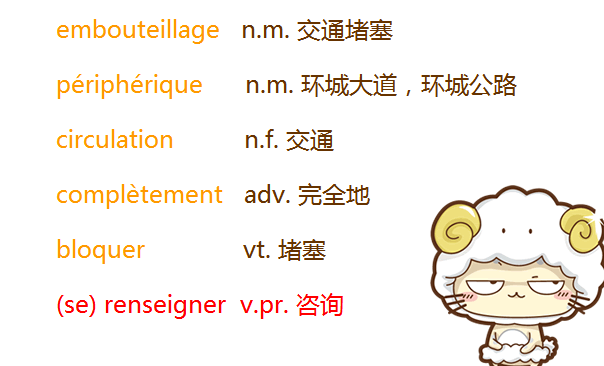 embouteillage n.m. 交通堵塞
périphérique n.m. 环城大道，环城公路
circulation n.f. 交通
complètement adv. 完全地
bloquer vt. 堵塞
(se) renseigner v.pr. 咨询